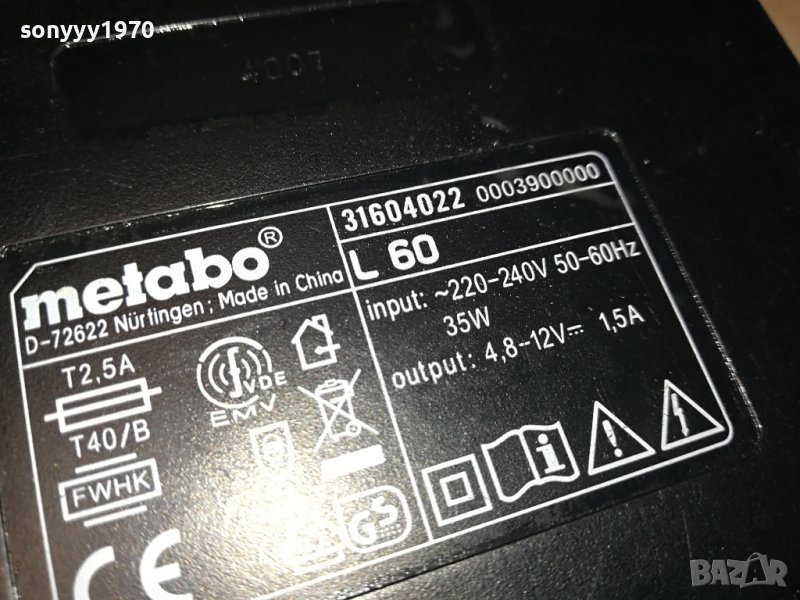 sonyyy1970
4007
metabo®
D-72622 Nürtingen; Made in China
31604022 0003900000
L 60
input: ~220-240V 50-60Hz
35W
output: 4,8-12V⎓ 1,5A
T2,5A
T40/B
FWHK
VDE
EMV
GS
CE
BAZAR